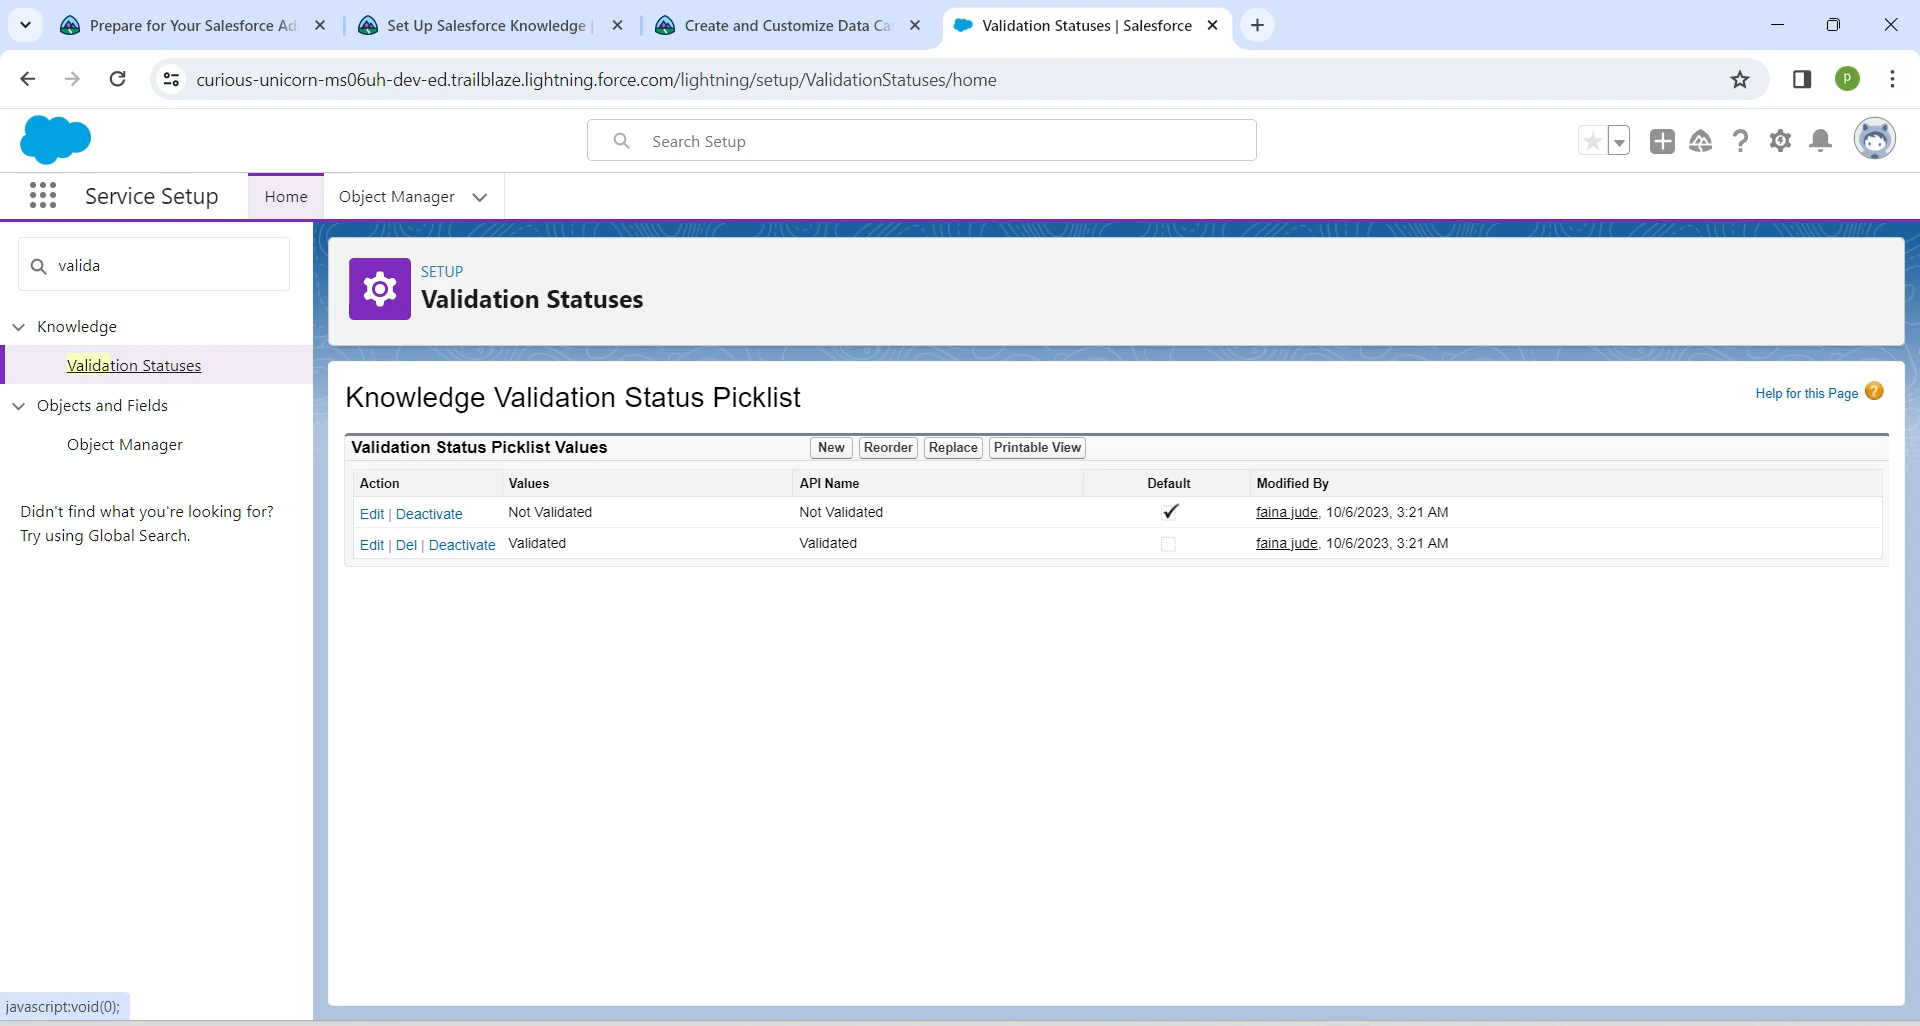 Prepare for Your Salesforce Ad
Set Up Salesforce Knowledge |
Create and Customize Data Ca
Validation Statuses | Salesforce
curious-unicorn-ms06uh-dev-ed.trailblaze.lightning.force.com/lightning/setup/ValidationStatuses/home
P
Search Setup
Service Setup
Home
Object Manager
valida
Knowledge
Validation Statuses
Objects and Fields
Object Manager
Didn't find what you're looking for?
Try using Global Search.
SETUP
Validation Statuses
Knowledge Validation Status Picklist
Help for this Page ?
Validation Status Picklist Values
New Reorder Replace Printable View
Action Values API Name Default Modified By
Edit | Deactivate Not Validated Not Validated faina jude, 10/6/2023, 3:21 AM
Edit | Del | Deactivate Validated Validated faina jude, 10/6/2023, 3:21 AM
javascript:void(0);